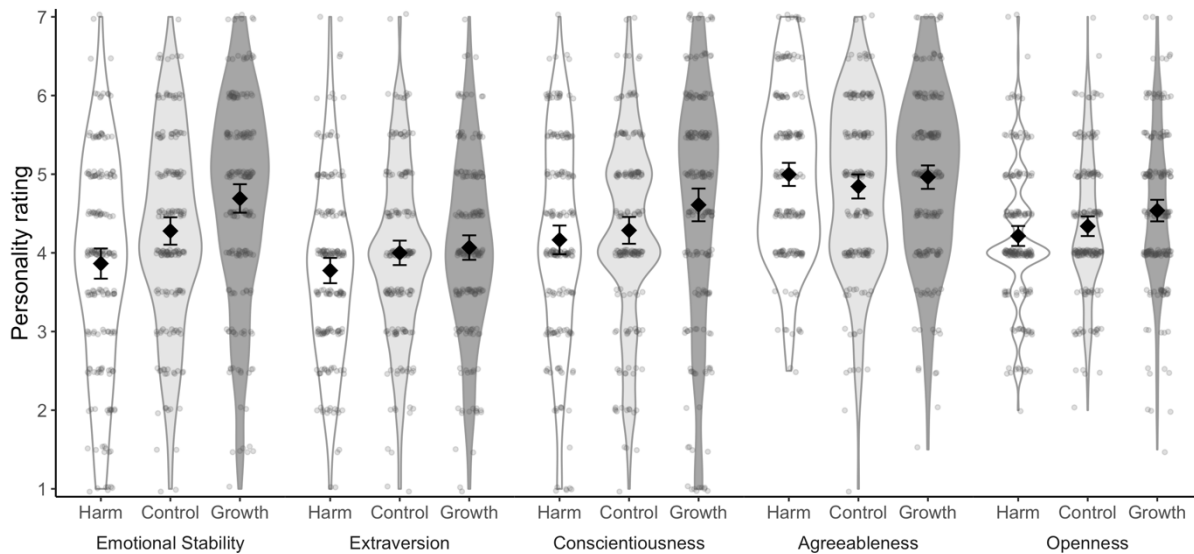 Personality rating
7
6
5
4
3
2
1
Harm Control Growth Harm Control Growth Harm Control Growth Harm Control Growth Harm Control Growth
Emotional Stability Extraversion Conscientiousness Agreeableness Openness